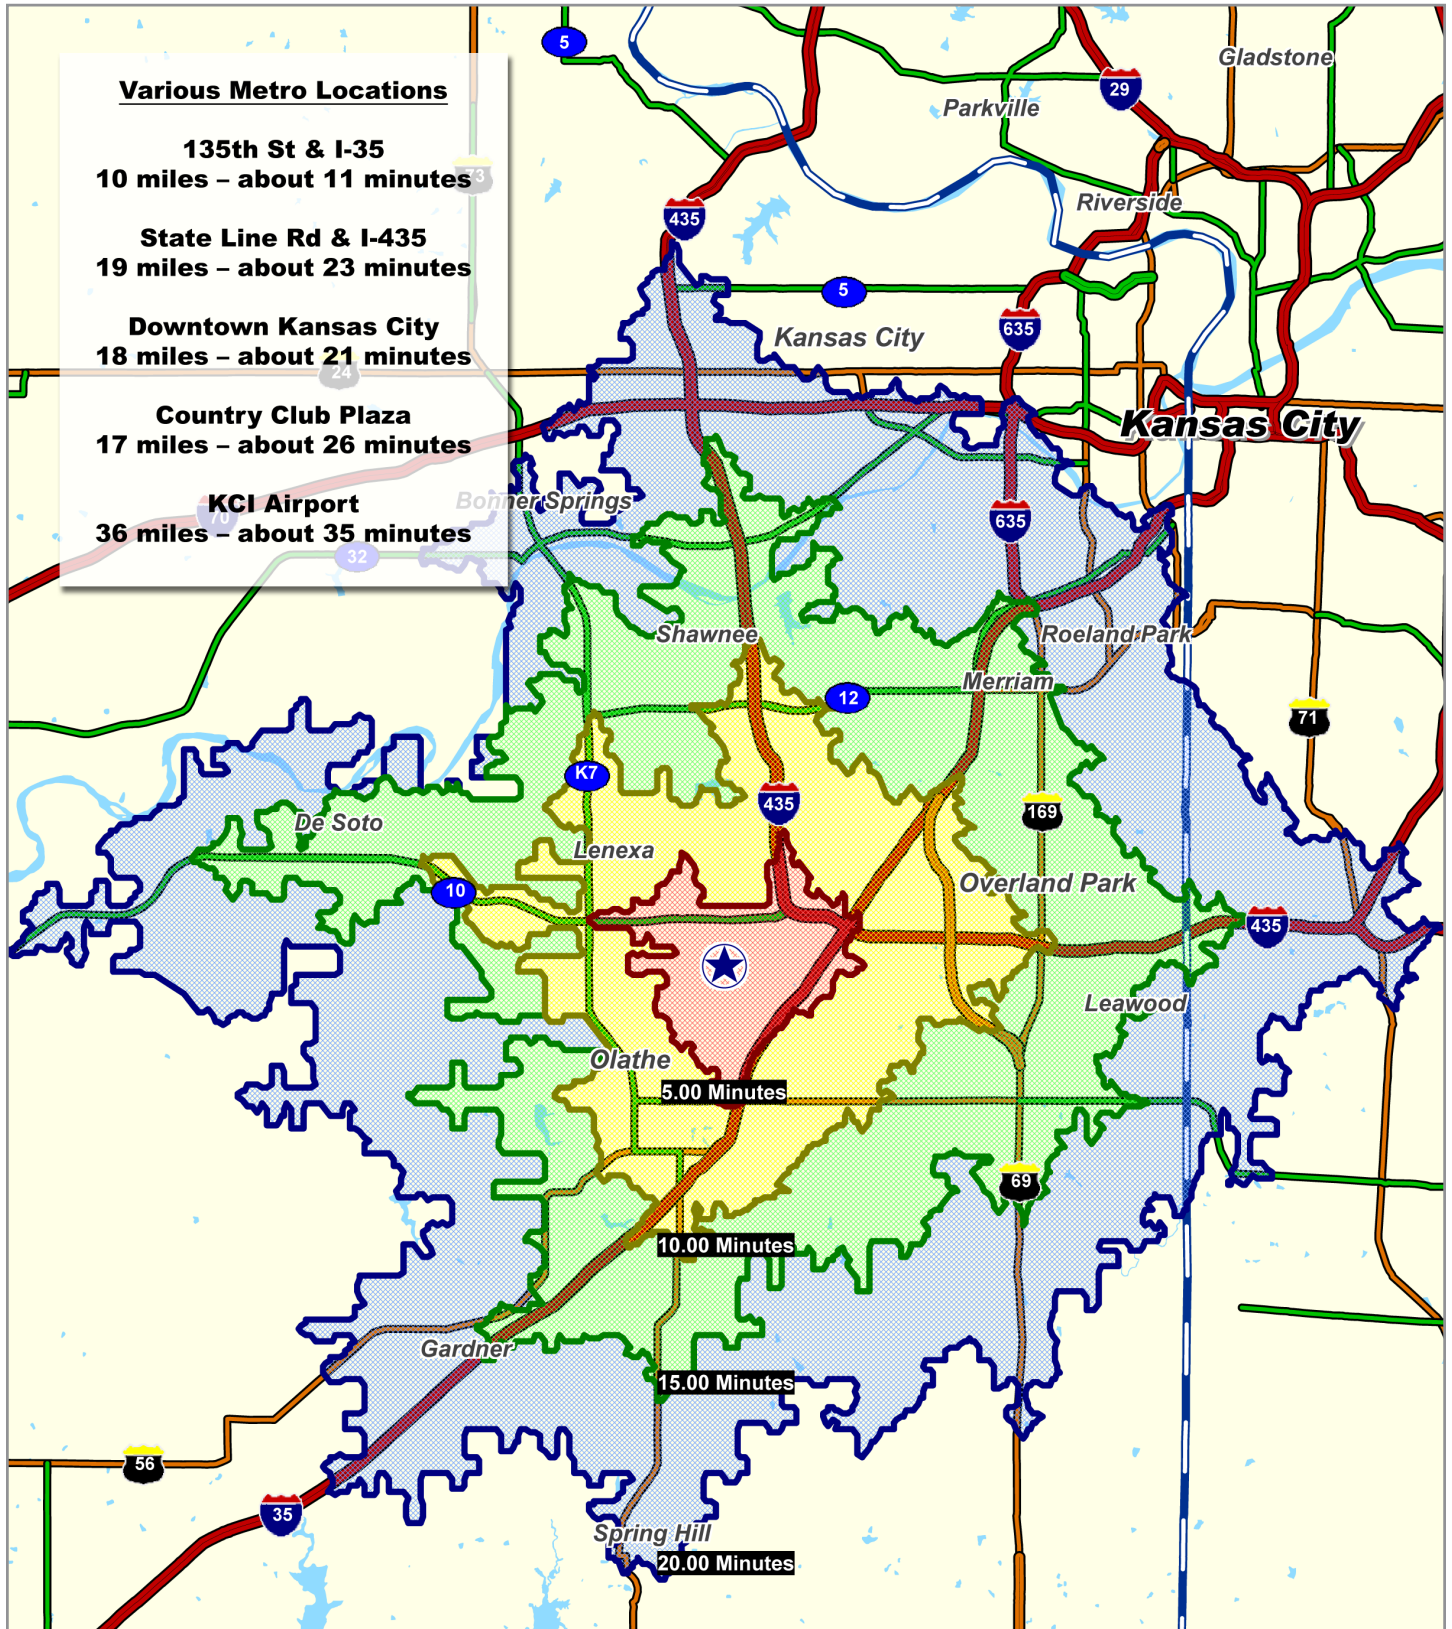 Various Metro Locations
135th St & I-35
10 miles – about 11 minutes
State Line Rd & I-435
19 miles – about 23 minutes
Downtown Kansas City
18 miles – about 21 minutes
Country Club Plaza
17 miles – about 26 minutes
KCI Airport
36 miles – about 35 minutes
5
Gladstone
29
Parkville
73
Riverside
435
5
635
Kansas City
24
Kansas City
Bonner Springs
70
635
32
Shawnee
Roeland Park
Merriam
12
71
K7
435
169
De Soto
Lenexa
10
Overland Park
435
Leawood
Olathe
5.00 Minutes
69
10.00 Minutes
Gardner
15.00 Minutes
56
35
Spring Hill
20.00 Minutes